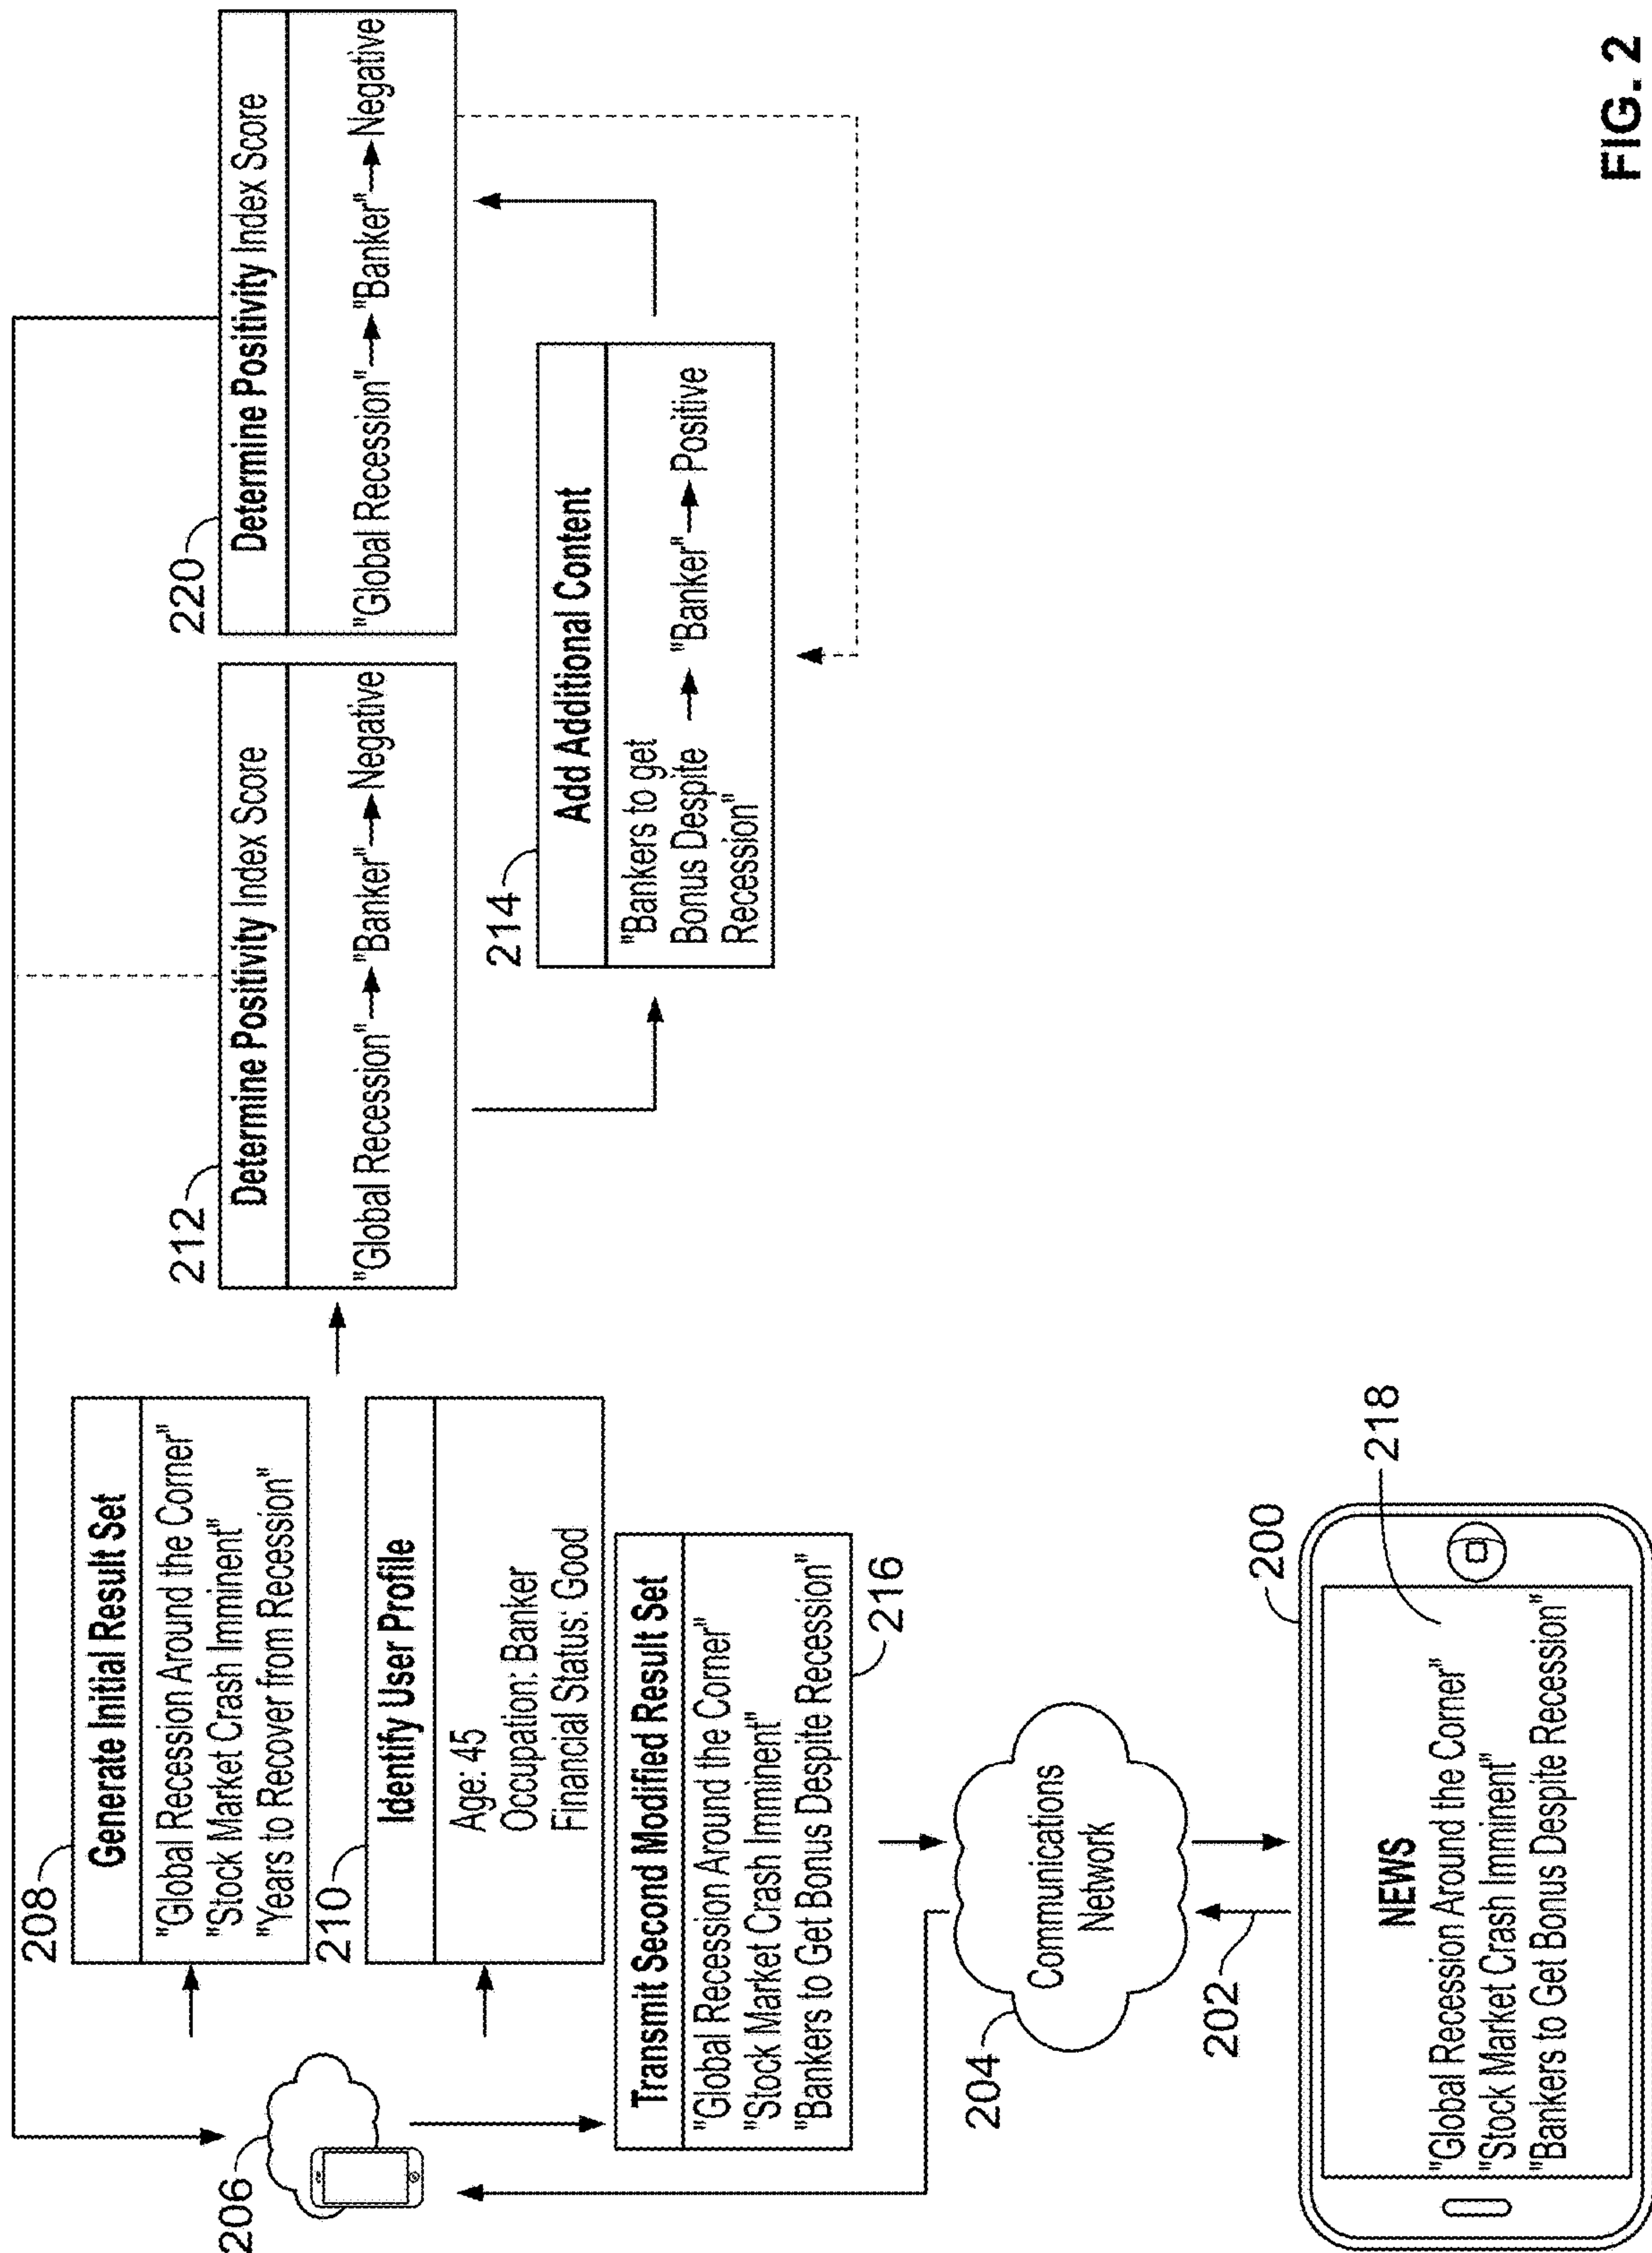 208
Generate Initial Result Set
"Global Recession Around the Corner"
"Stock Market Crash Imminent"
"Years to Recover from Recession"
206
210
Identify User Profile
Age: 45
Occupation: Banker
Financial Status: Good
212
Determine Positivity Index Score
"Global Recession" "Banker" Negative
220
Determine Positivity Index Score
"Global Recession" "Banker" Negative
214
Add Additional Content
"Bankers to get
Bonus Despite "Banker" Positive
Recession"
Transmit Second Modified Result Set
"Global Recession Around the Corner"
"Stock Market Crash Imminent"
"Bankers to Get Bonus Despite Recession"
216
204
Communications
Network
202
200
218
NEWS
"Global Recession Around the Corner"
"Stock Market Crash Imminent"
"Bankers to Get Bonus Despite Recession"
FIG. 2